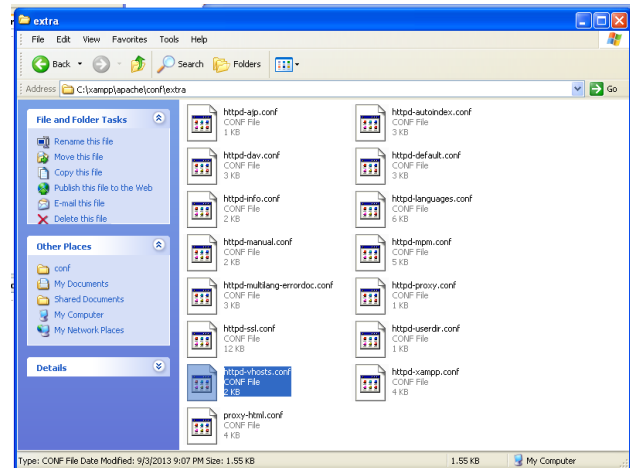 extra
File Edit View Favorites Tools Help
Back Search Folders
Address C:\xampp\apache\conf\extra Go
File and Folder Tasks
Rename this file
Move this file
Copy this file
Publish this file to the Web
E-mail this file
Delete this file
Other Places
conf
My Documents
Shared Documents
My Computer
My Network Places
Details
httpd-ajp.conf
CONF File
1 KB
httpd-autoindex.conf
CONF File
3 KB
httpd-dav.conf
CONF File
3 KB
httpd-default.conf
CONF File
3 KB
httpd-info.conf
CONF File
2 KB
httpd-languages.conf
CONF File
6 KB
httpd-manual.conf
CONF File
2 KB
httpd-mpm.conf
CONF File
5 KB
httpd-multilang-errordoc.conf
CONF File
3 KB
httpd-proxy.conf
CONF File
1 KB
httpd-ssl.conf
CONF File
12 KB
httpd-userdir.conf
CONF File
1 KB
httpd-vhosts.conf
CONF File
2 KB
httpd-xampp.conf
CONF File
4 KB
proxy-html.conf
CONF File
4 KB
Type: CONF File Date Modified: 9/3/2013 9:07 PM Size: 1.55 KB 1.55 KB My Computer